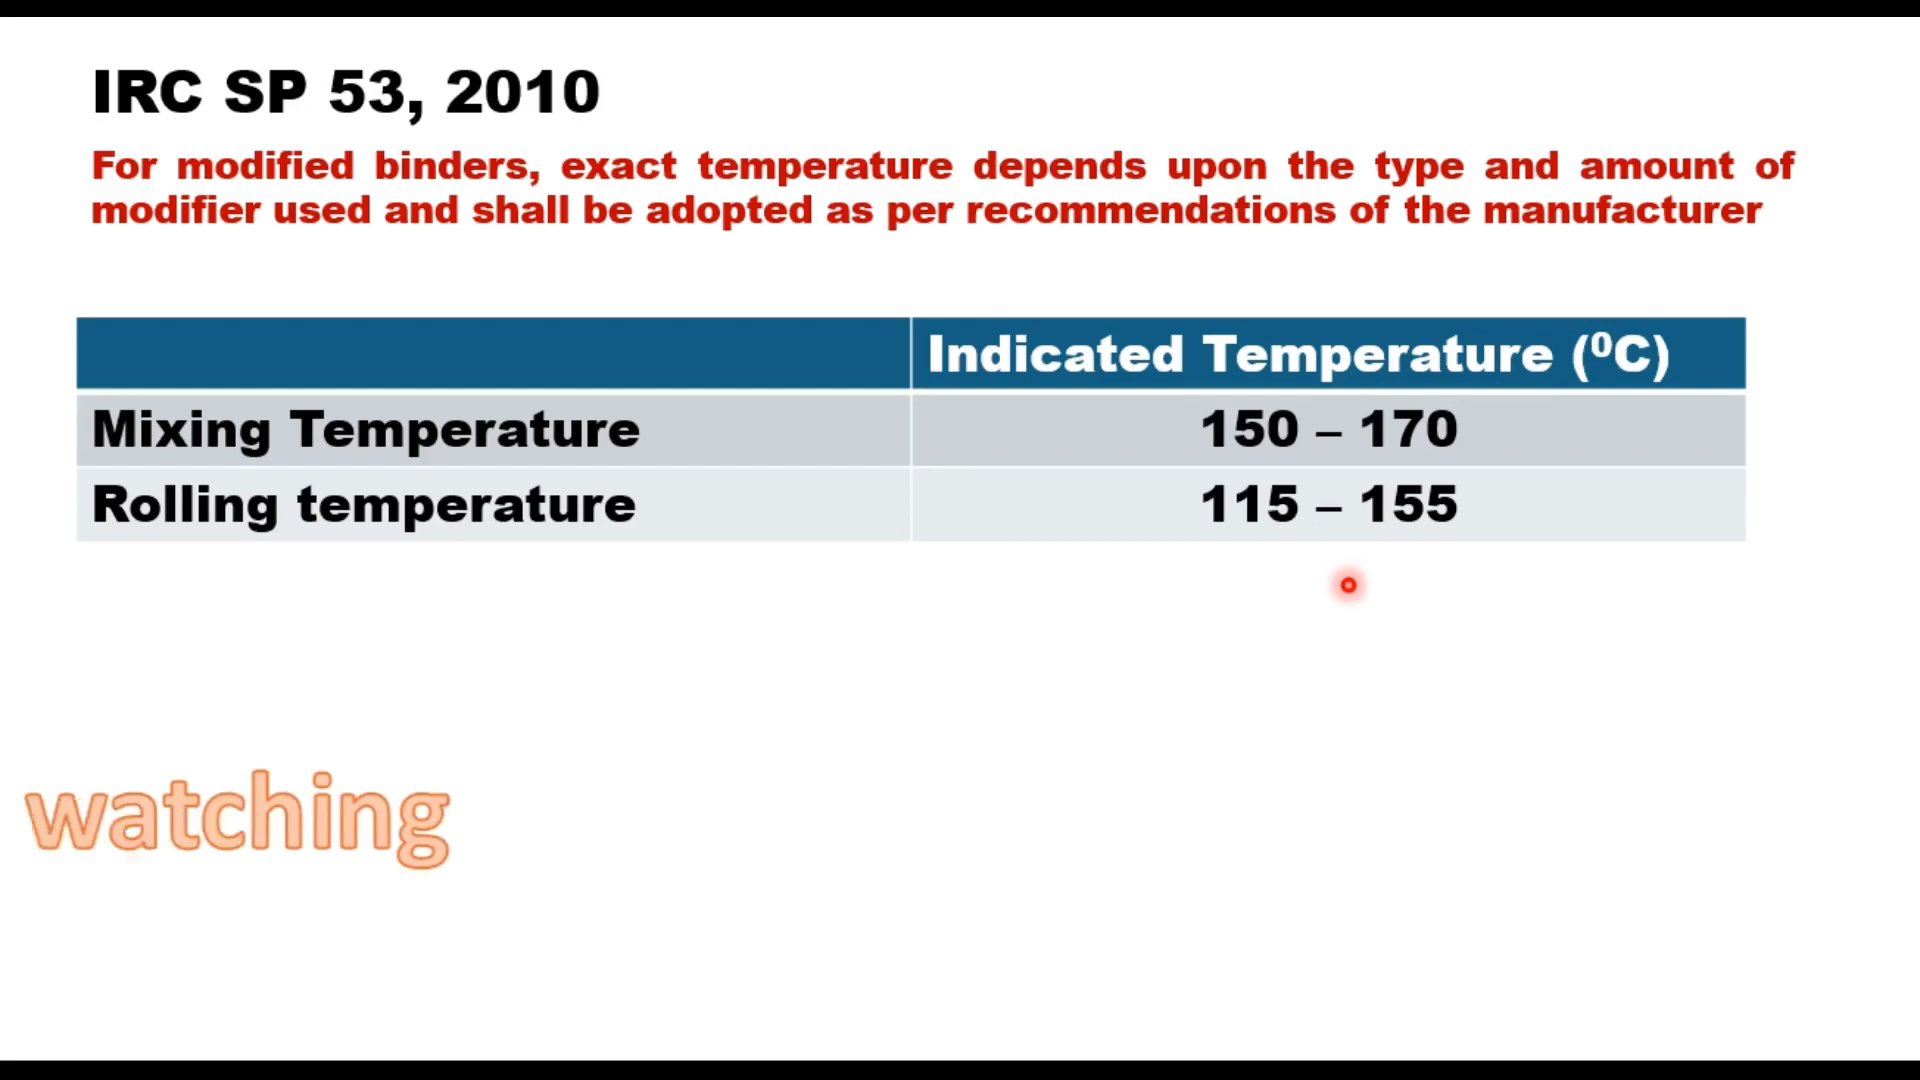 IRC SP 53, 2010
For modified binders, exact temperature depends upon the type and amount of
modifier used and shall be adopted as per recommendations of the manufacturer
Indicated Temperature (⁰C)
Mixing Temperature 150 – 170
Rolling temperature 115 – 155
watching